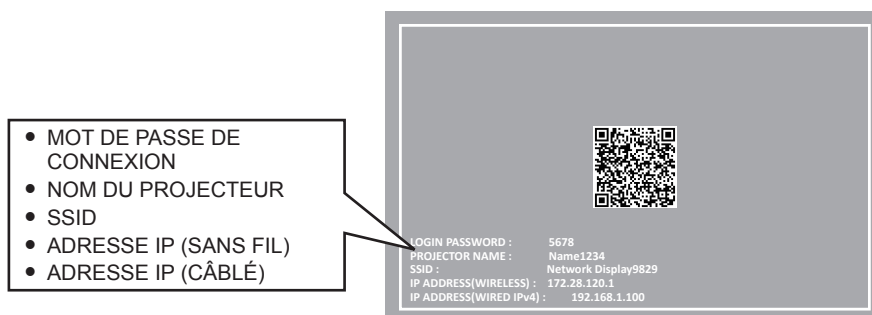 ● MOT DE PASSE DE
CONNEXION
● NOM DU PROJECTEUR
● SSID
● ADRESSE IP (SANS FIL)
● ADRESSE IP (CÂBLÉ)
LOGIN PASSWORD : 5678
PROJECTOR NAME : Name1234
SSID : Network Display9829
IP ADDRESS(WIRELESS) : 172.28.120.1
IP ADDRESS(WIRED IPv4) : 192.168.1.100